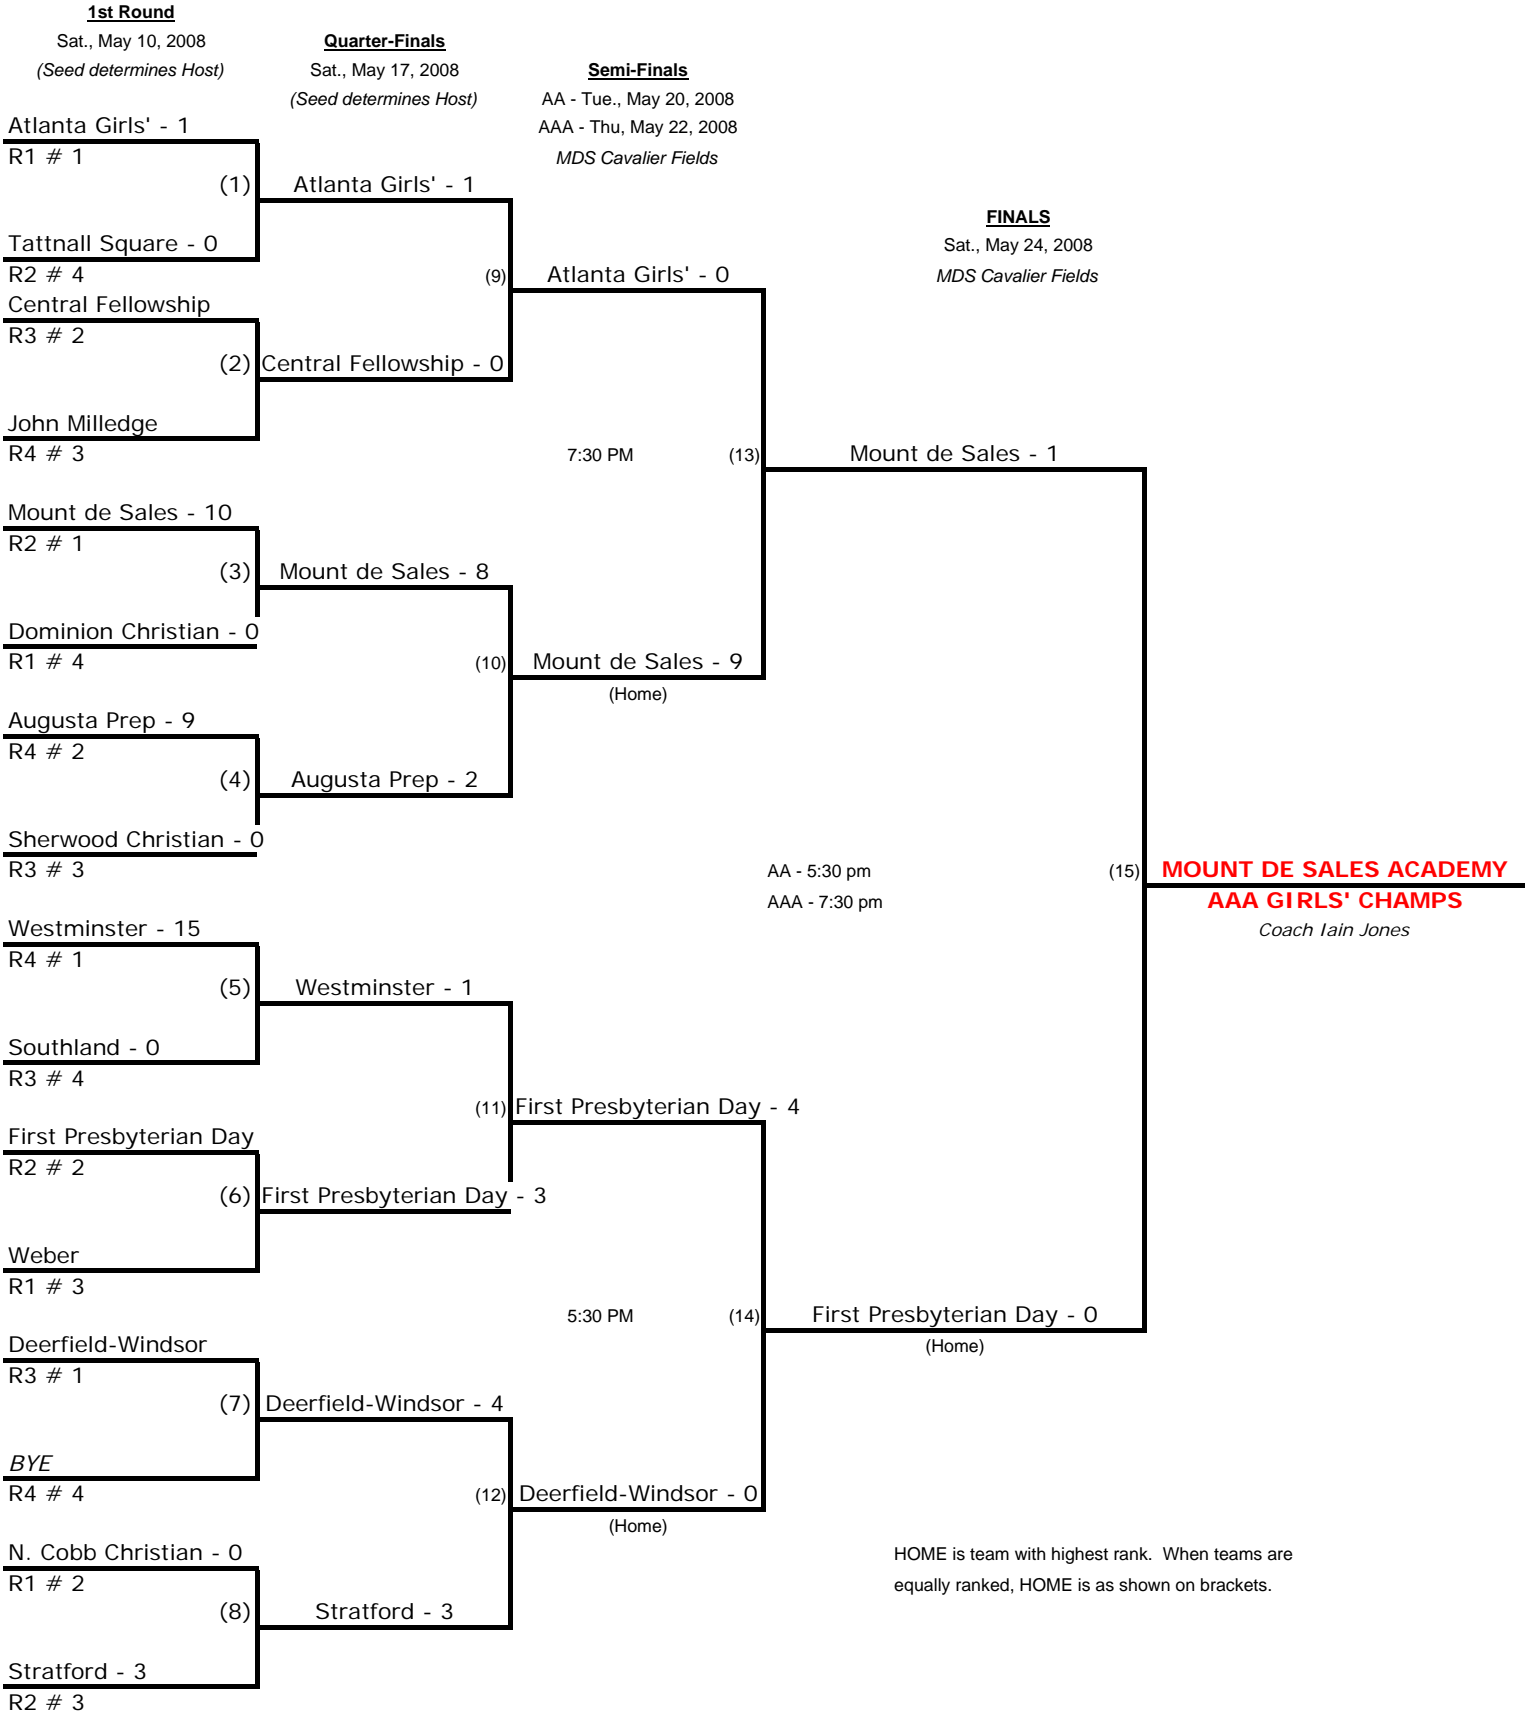 1st Round
Sat., May 10, 2008
(Seed determines Host)
Quarter-Finals
Sat., May 17, 2008
(Seed determines Host)
Semi-Finals
AA - Tue., May 20, 2008
AAA - Thu, May 22, 2008
MDS Cavalier Fields
FINALS
Sat., May 24, 2008
MDS Cavalier Fields
Atlanta Girls' - 1
R1 # 1
(1)
Tattnall Square - 0
R2 # 4
Central Fellowship
R3 # 2
(2)
John Milledge
R4 # 3
Mount de Sales - 10
R2 # 1
(3)
Dominion Christian - 0
R1 # 4
Augusta Prep - 9
R4 # 2
(4)
Sherwood Christian - 0
R3 # 3
Westminster - 15
R4 # 1
(5)
Southland - 0
R3 # 4
First Presbyterian Day
R2 # 2
(6)
Weber
R1 # 3
Deerfield-Windsor
R3 # 1
(7)
BYE
R4 # 4
N. Cobb Christian - 0
R1 # 2
(8)
Stratford - 3
R2 # 3
Atlanta Girls' - 1
(9)
Central Fellowship - 0
Mount de Sales - 8
(10)
Augusta Prep - 2
Westminster - 1
(11)
First Presbyterian Day - 3
Deerfield-Windsor - 4
(12)
Stratford - 3
Atlanta Girls' - 0
7:30 PM (13)
Mount de Sales - 9
(Home)
First Presbyterian Day - 4
5:30 PM (14)
Deerfield-Windsor - 0
(Home)
Mount de Sales - 1
AA - 5:30 pm (15)
AAA - 7:30 pm
First Presbyterian Day - 0
(Home)
MOUNT DE SALES ACADEMY
AAA GIRLS' CHAMPS
Coach Iain Jones
HOME is team with highest rank. When teams are
equally ranked, HOME is as shown on brackets.